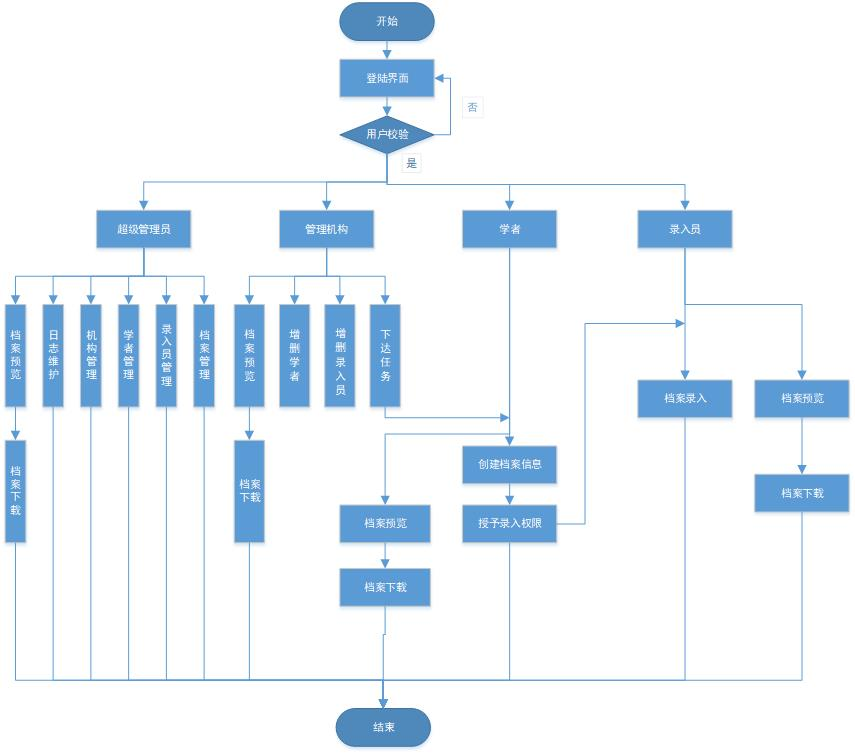 开始
登陆界面
否
用户校验
是
超级管理员
管理机构
学者
录入员
档案预览
日志维护
机构管理
学者管理
录入员管理
档案管理
档案预览
增删学者
增删录入员
下达任务
档案录入
档案预览
档案下载
档案
下载
创建档案信息
档案下载
档案预览
授予录入权限
档案下载
结束